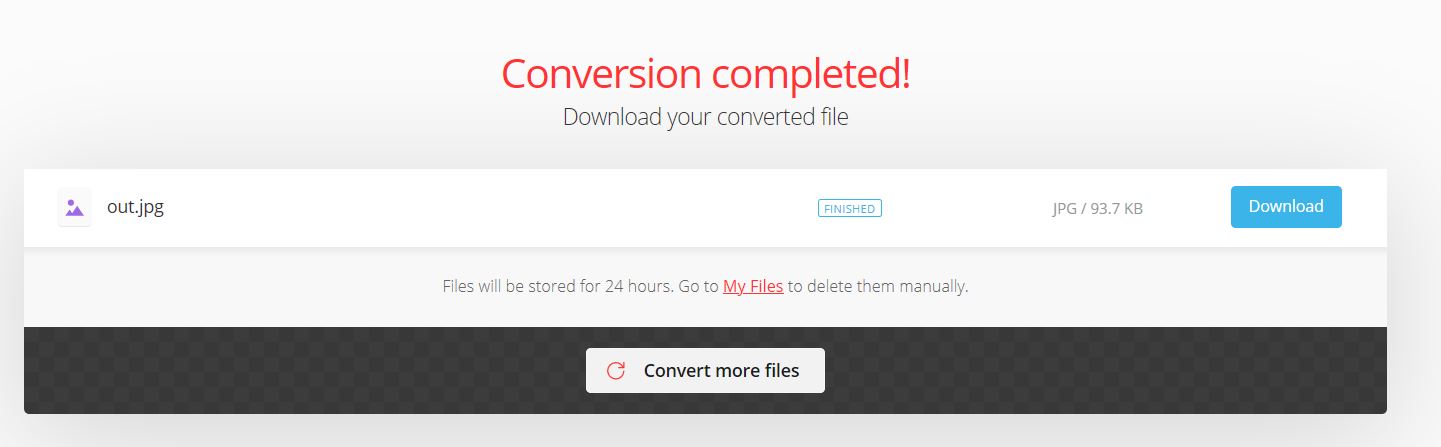 Conversion completed!
Download your converted file
out.jpg
FINISHED
JPG / 93.7 KB
Download
Files will be stored for 24 hours. Go to My Files to delete them manually.
Convert more files